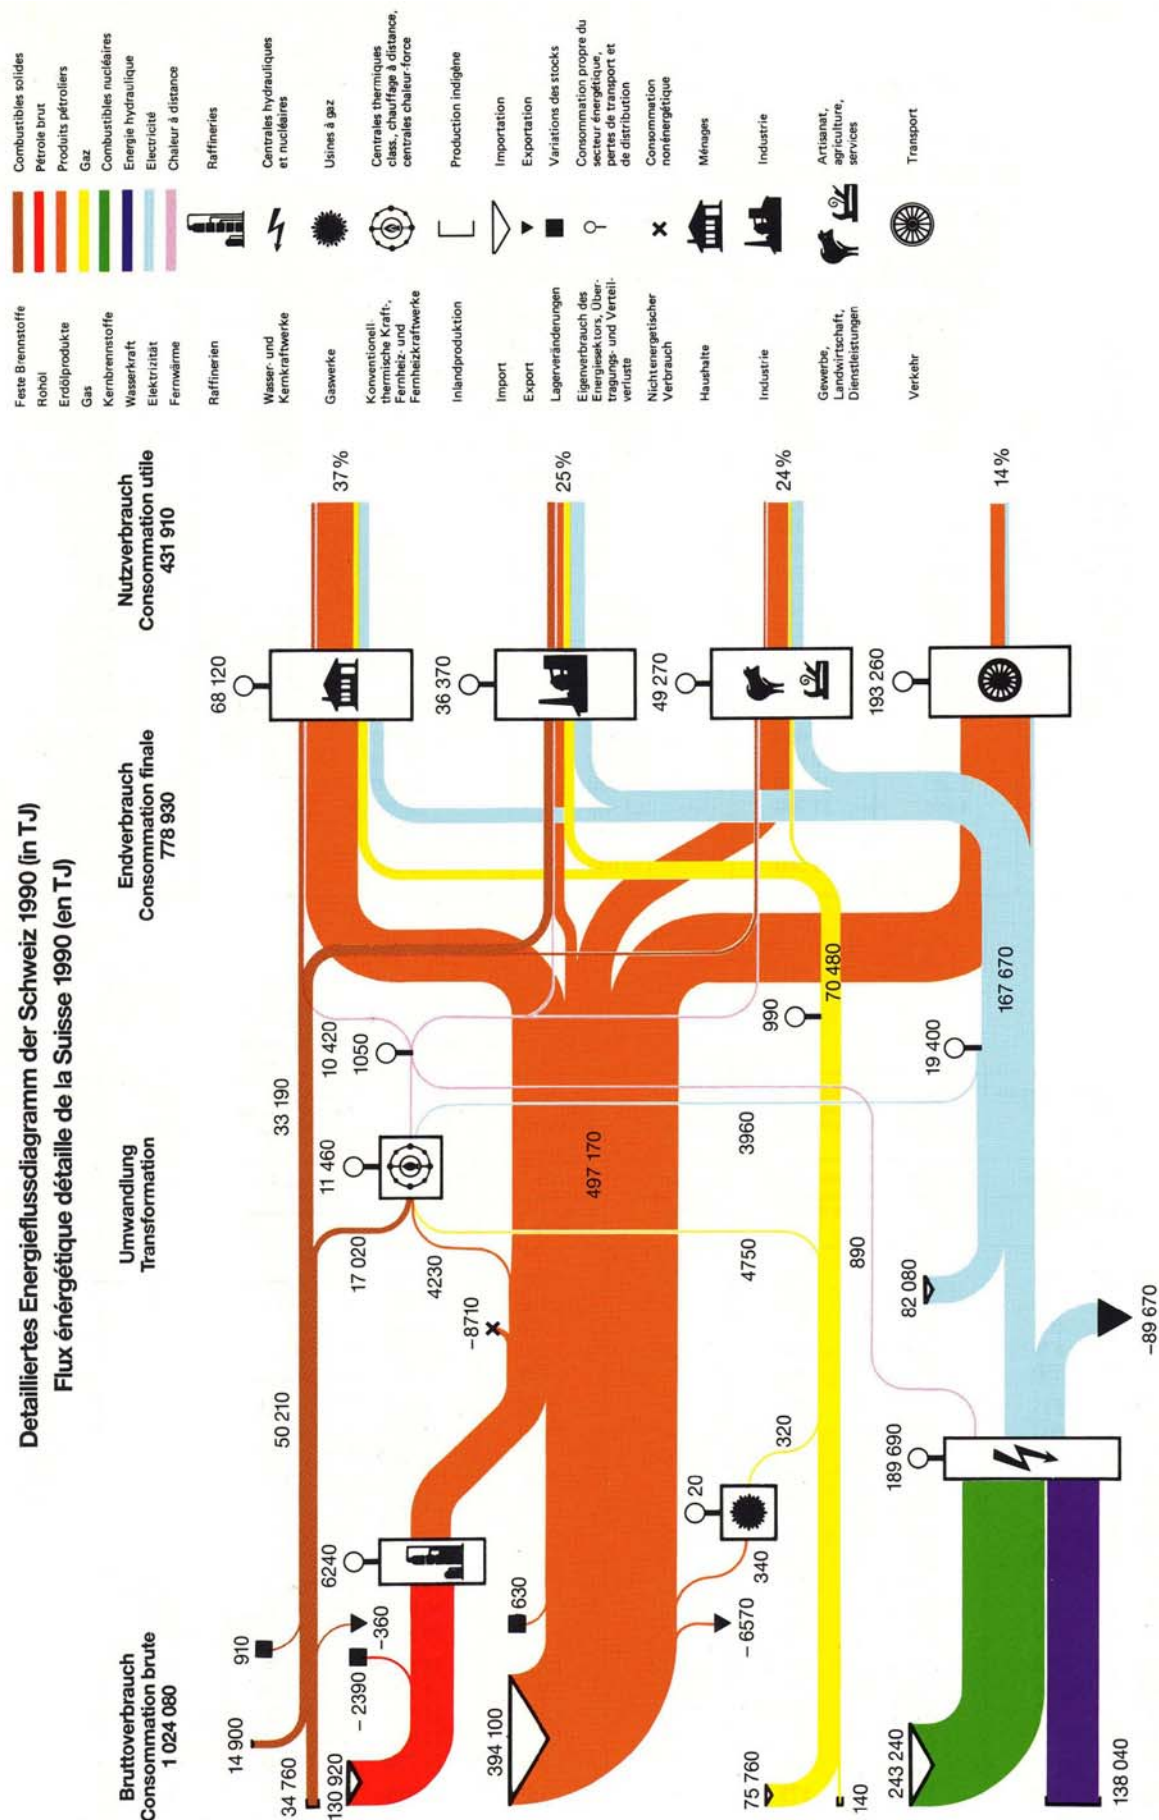 Detailliertes Energieflussdiagramm der Schweiz 1990 (in TJ)
Flux énérgétique détaille de la Suisse 1990 (en TJ)
Bruttoverbrauch
Consommation brute
1 024 080
Umwandlung
Transformation
Endverbrauch
Consommation finale
778 930
Nutzverbrauch
Consommation utile
431 910
14 900
910
34 760
50 210
33 190
130 920
– 2390
–360
6240
17 020
4230
11 460
10 420
1050
68 120
37 %
394 100
630
–8710
– 6570
497 170
36 370
25 %
340
20
320
4750
3960
990
70 480
49 270
24 %
75 760
140
890
243 240
189 690
82 080
19 400
167 670
193 260
14 %
138 040
–89 670
Feste Brennstoffe
Combustibles solides
Rohöl
Pétrole brut
Erdölprodukte
Produits pétroliers
Gas
Gaz
Kernbrennstoffe
Combustibles nucléaires
Wasserkraft
Energie hydraulique
Elektrizität
Electricité
Fernwärme
Chaleur à distance
Raffinerien
Raffineries
Wasser- und
Kernkraftwerke
Centrales hydrauliques
et nucléaires
Gaswerke
Usines à gaz
Konventionell-
thermische Kraft-,
Fernheiz- und
Fernheizkraftwerke
Centrales thermiques
class., chauffage à distance,
centrales chaleur-force
Inlandproduktion
Production indigène
Import
Importation
Export
Exportation
Lagerveränderungen
Variations des stocks
Eigenverbrauch des
Energiesektors, Über-
tragungs- und Verteil-
verluste
Consommation propre du
secteur énergétique,
pertes de transport et
de distribution
Nichtenergetischer
Verbrauch
Consommation
nonénergétique
Haushalte
Ménages
Industrie
Industrie
Gewerbe,
Landwirtschaft,
Dienstleistungen
Artisanat,
agriculture,
services
Verkehr
Transport